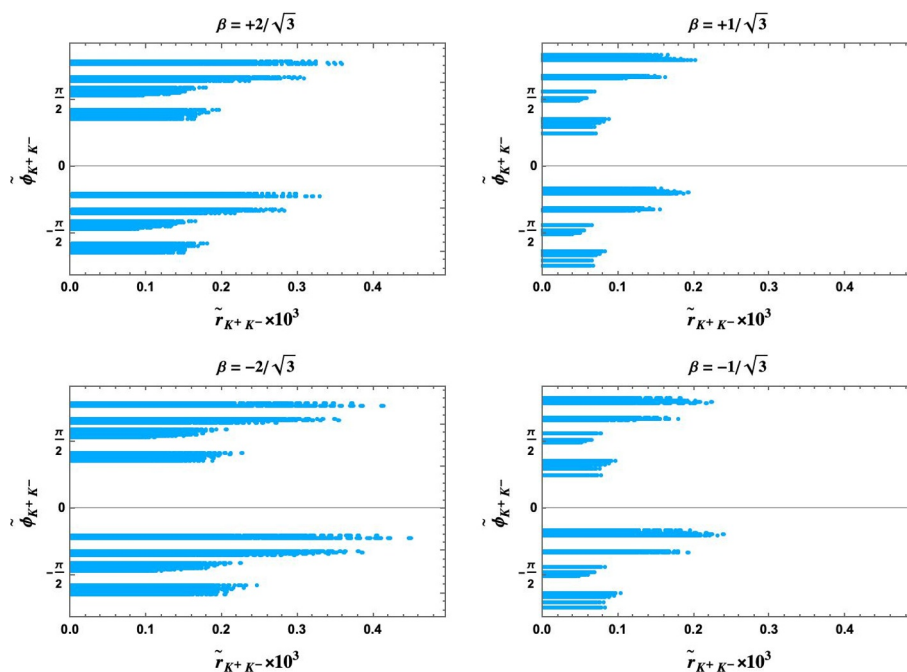 β = +2/√3
β = +1/√3
ϕ̃ K⁺ K⁻
π/2
0
-π/2
0.0 0.1 0.2 0.3 0.4
r̃ K⁺ K⁻ ×10³
ϕ̃ K⁺ K⁻
π/2
0
-π/2
0.0 0.1 0.2 0.3 0.4
r̃ K⁺ K⁻ ×10³
β = −2/√3
β = −1/√3
ϕ̃ K⁺ K⁻
π/2
0
-π/2
0.0 0.1 0.2 0.3 0.4
r̃ K⁺ K⁻ ×10³
ϕ̃ K⁺ K⁻
π/2
0
-π/2
0.0 0.1 0.2 0.3 0.4
r̃ K⁺ K⁻ ×10³